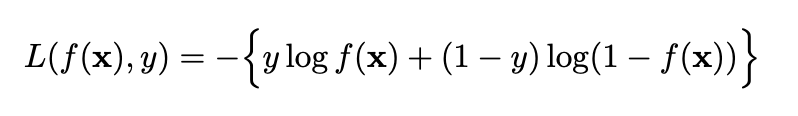 L(f(𝐱), y) = −{y log f(𝐱) + (1 − y) log(1 − f(𝐱))}